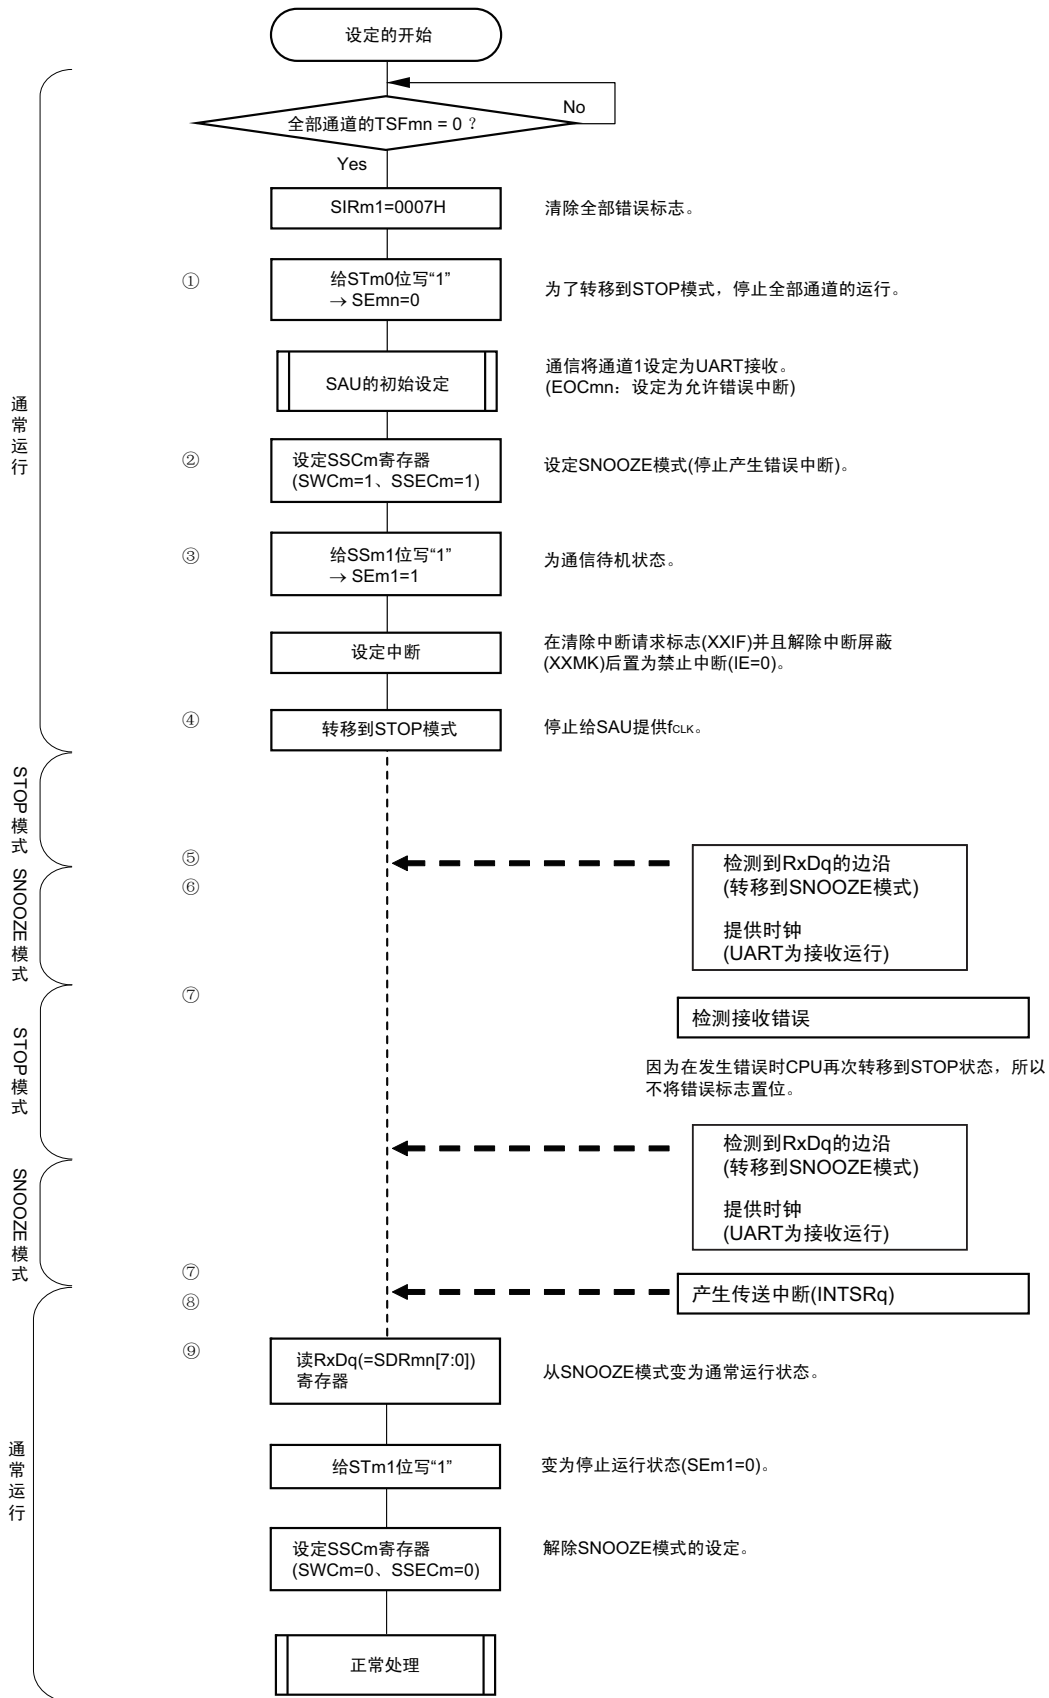 设定的开始
No
全部通道的TSFmn = 0 ?
Yes
SIRm1=0007H
清除全部错误标志。
①
给STm0位写“1”
→ SEmn=0
为了转移到STOP模式，停止全部通道的运行。
SAU的初始设定
通信将通道1设定为UART接收。
(EOCmn：设定为允许错误中断)
通常运行
②
设定SSCm寄存器
(SWCm=1、SSECm=1)
设定SNOOZE模式(停止产生错误中断)。
③
给SSm1位写“1”
→ SEm1=1
为通信待机状态。
设定中断
在清除中断请求标志(XXIF)并且解除中断屏蔽
(XXMK)后置为禁止中断(IE=0)。
④
转移到STOP模式
停止给SAU提供fCLK。
STOP模式
⑤
⑥
检测到RxDq的边沿
(转移到SNOOZE模式)
提供时钟
(UART为接收运行)
SNOOZE模式
⑦
检测接收错误
因为在发生错误时CPU再次转移到STOP状态，所以
不将错误标志置位。
STOP模式
检测到RxDq的边沿
(转移到SNOOZE模式)
提供时钟
(UART为接收运行)
SNOOZE模式
⑦
⑧
产生传送中断(INTSRq)
⑨
读RxDq(=SDRmn[7:0])
寄存器
从SNOOZE模式变为通常运行状态。
通常运行
给STm1位写“1”
变为停止运行状态(SEm1=0)。
设定SSCm寄存器
(SWCm=0、SSECm=0)
解除SNOOZE模式的设定。
正常处理